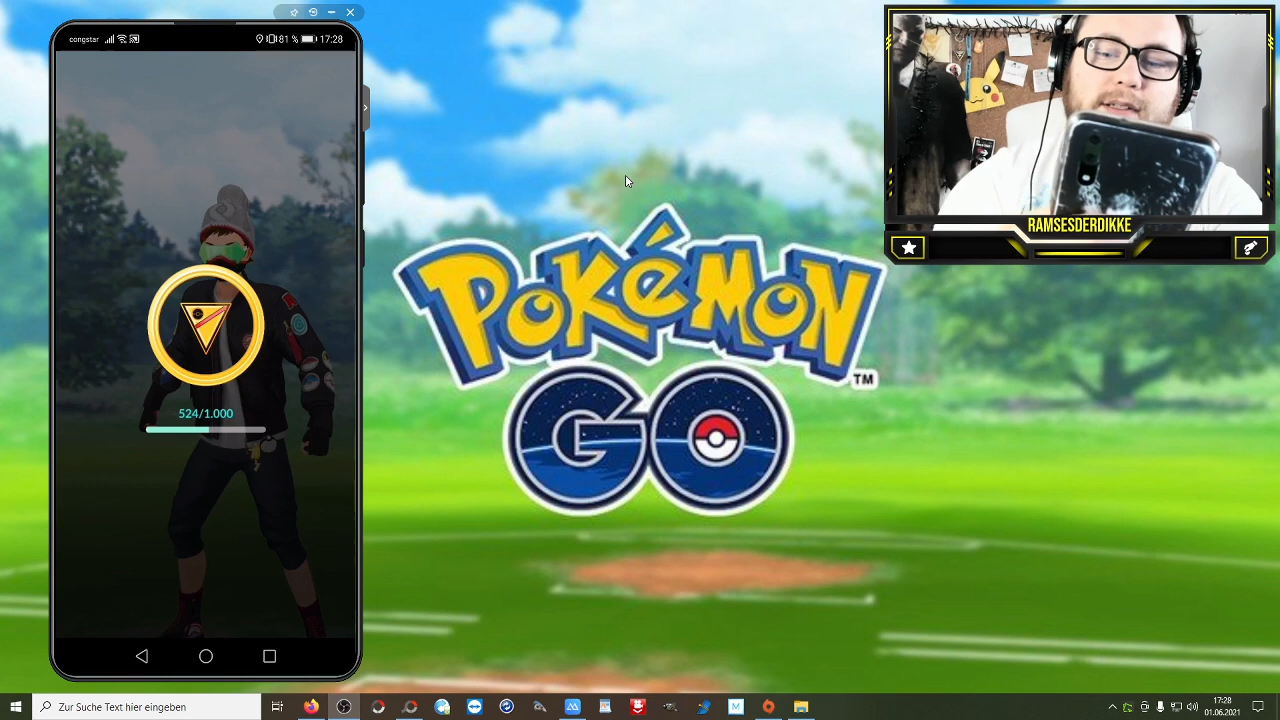 congstar
81 %
17:28
524/1.000
POKÉMON
TM
GO
RAMSESDERDIKKE
Zur Suche Text hier eingeben
M
17:28
01.06.2021